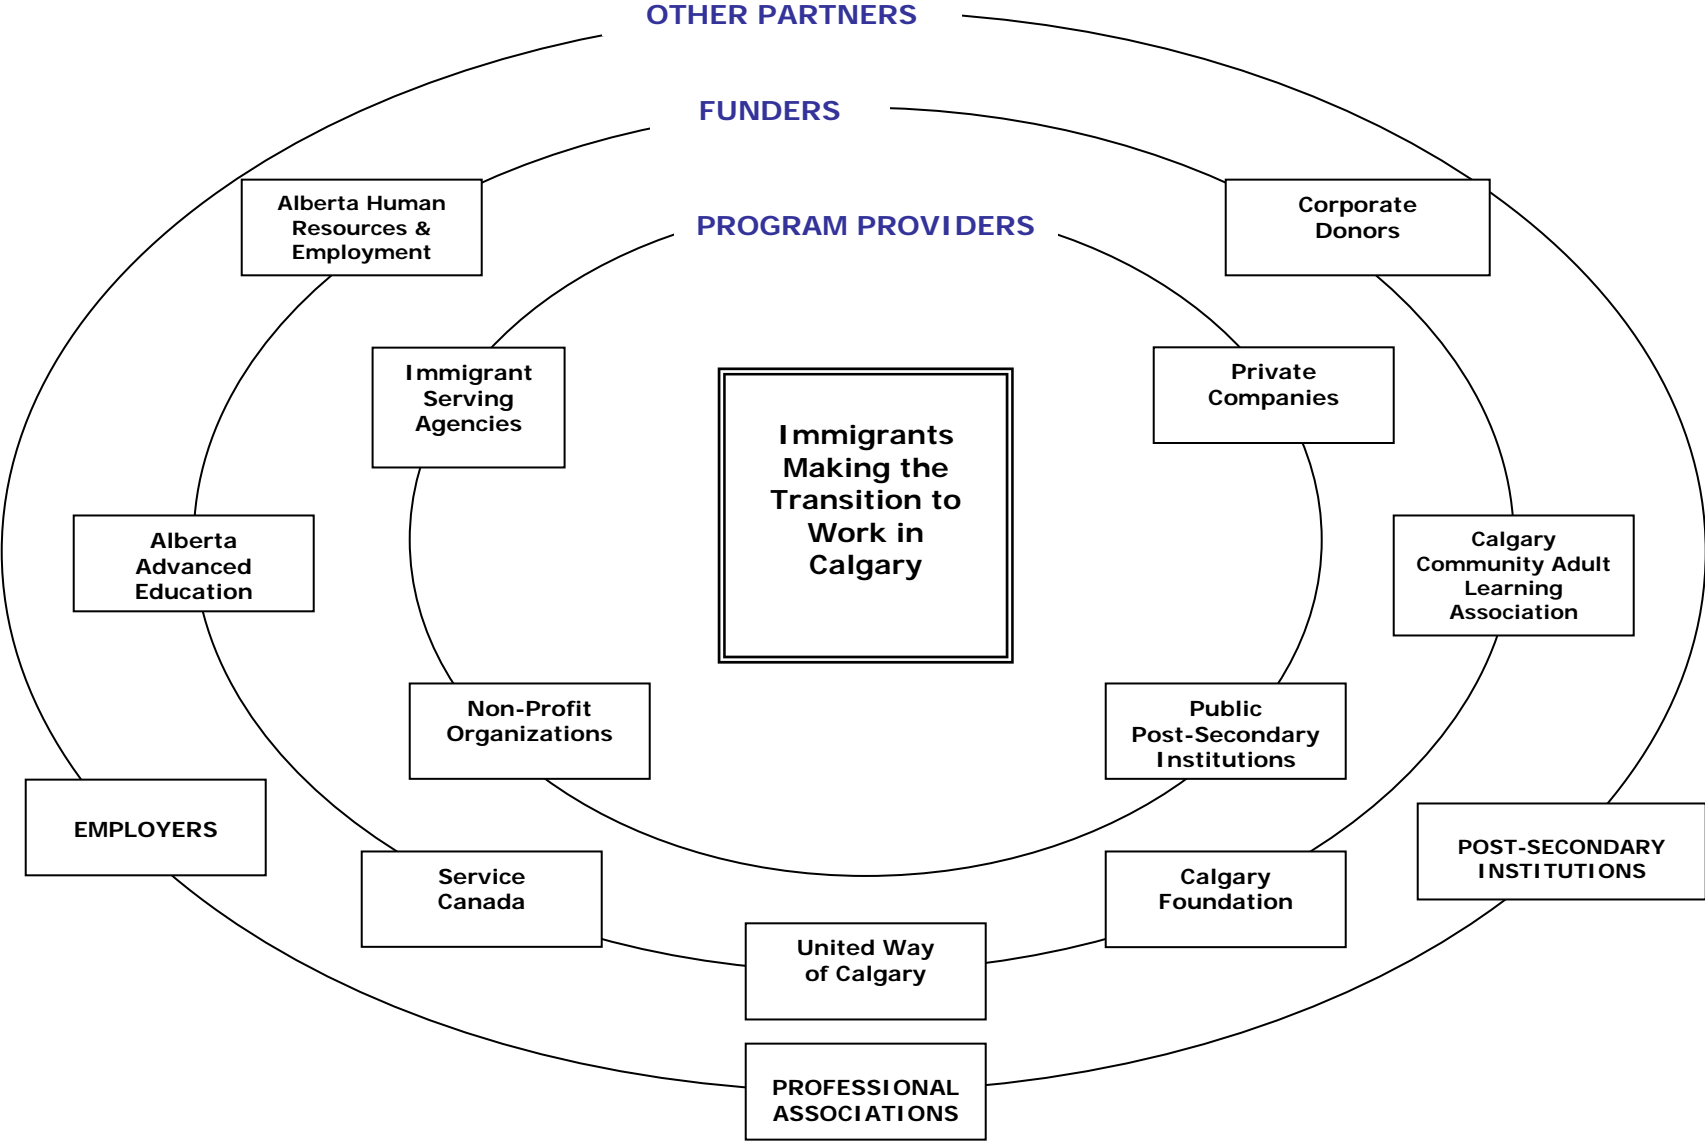 OTHER PARTNERS
FUNDERS
PROGRAM PROVIDERS
Alberta Human
Resources &
Employment
Corporate
Donors
Immigrant
Serving
Agencies
Private
Companies
Immigrants
Making the
Transition to
Work in
Calgary
Alberta
Advanced
Education
Calgary
Community Adult
Learning
Association
Non-Profit
Organizations
Public
Post-Secondary
Institutions
EMPLOYERS
POST-SECONDARY
INSTITUTIONS
Service
Canada
Calgary
Foundation
United Way
of Calgary
PROFESSIONAL
ASSOCIATIONS